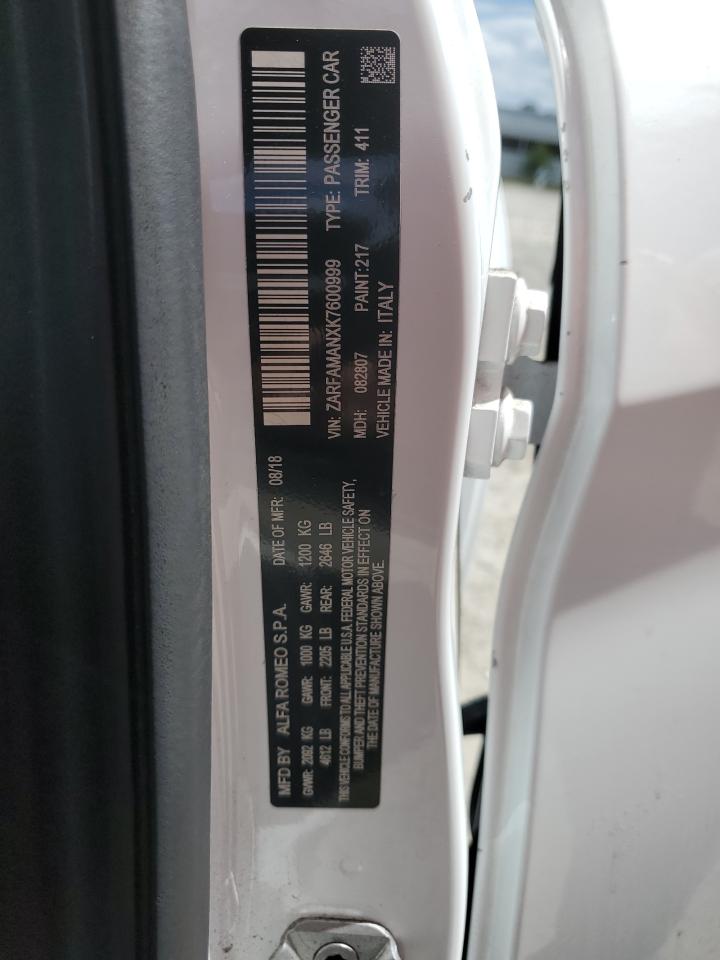 MFD BY ALFA ROMEO S.P.A. DATE OF MFR: 08/18
GVWR: 2092 KG GAWR: 1000 KG GAWR: 1200 KG
4612 LB FRONT: 2205 LB REAR: 2646 LB
THIS VEHICLE CONFORMS TO ALL APPLICABLE U.S.A. FEDERAL MOTOR VEHICLE SAFETY,
BUMPER AND THEFT PREVENTION STANDARDS IN EFFECT ON
THE DATE OF MANUFACTURE SHOWN ABOVE.
VIN: ZARFAMANXK7600999 TYPE: PASSENGER CAR
MDH: 082807 PAINT:217 TRIM: 411
VEHICLE MADE IN: ITALY